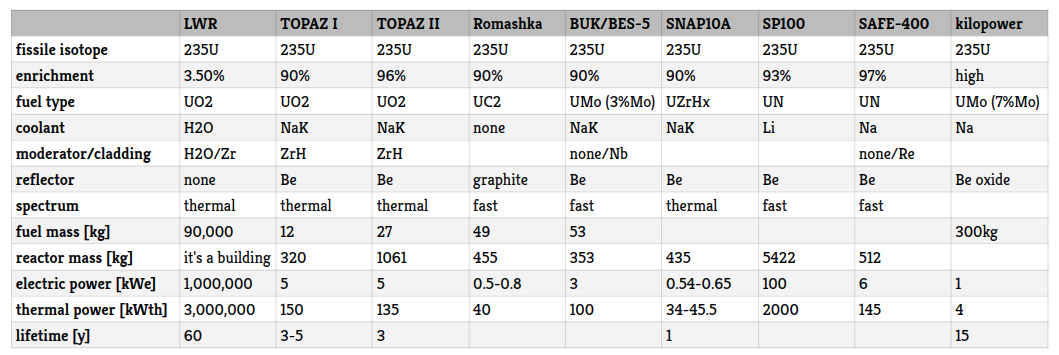 LWR TOPAZ I TOPAZ II Romashka BUK/BES-5 SNAP10A SP100 SAFE-400 kilopower
fissile isotope 235U 235U 235U 235U 235U 235U 235U 235U 235U
enrichment 3.50% 90% 96% 90% 90% 90% 93% 97% high
fuel type UO2 UO2 UO2 UC2 UMo (3%Mo) UZrHx UN UN UMo (7%Mo)
coolant H2O NaK NaK none NaK NaK Li Na Na
moderator/cladding H2O/Zr ZrH ZrH none/Nb none/Re
reflector none Be Be graphite Be Be Be Be Be oxide
spectrum thermal thermal thermal fast fast thermal fast fast
fuel mass [kg] 90,000 12 27 49 53 300kg
reactor mass [kg] it's a building 320 1061 455 353 435 5422 512
electric power [kWe] 1,000,000 5 5 0.5-0.8 3 0.54-0.65 100 6 1
thermal power [kWth] 3,000,000 150 135 40 100 34-45.5 2000 145 4
lifetime [y] 60 3-5 3 1 15